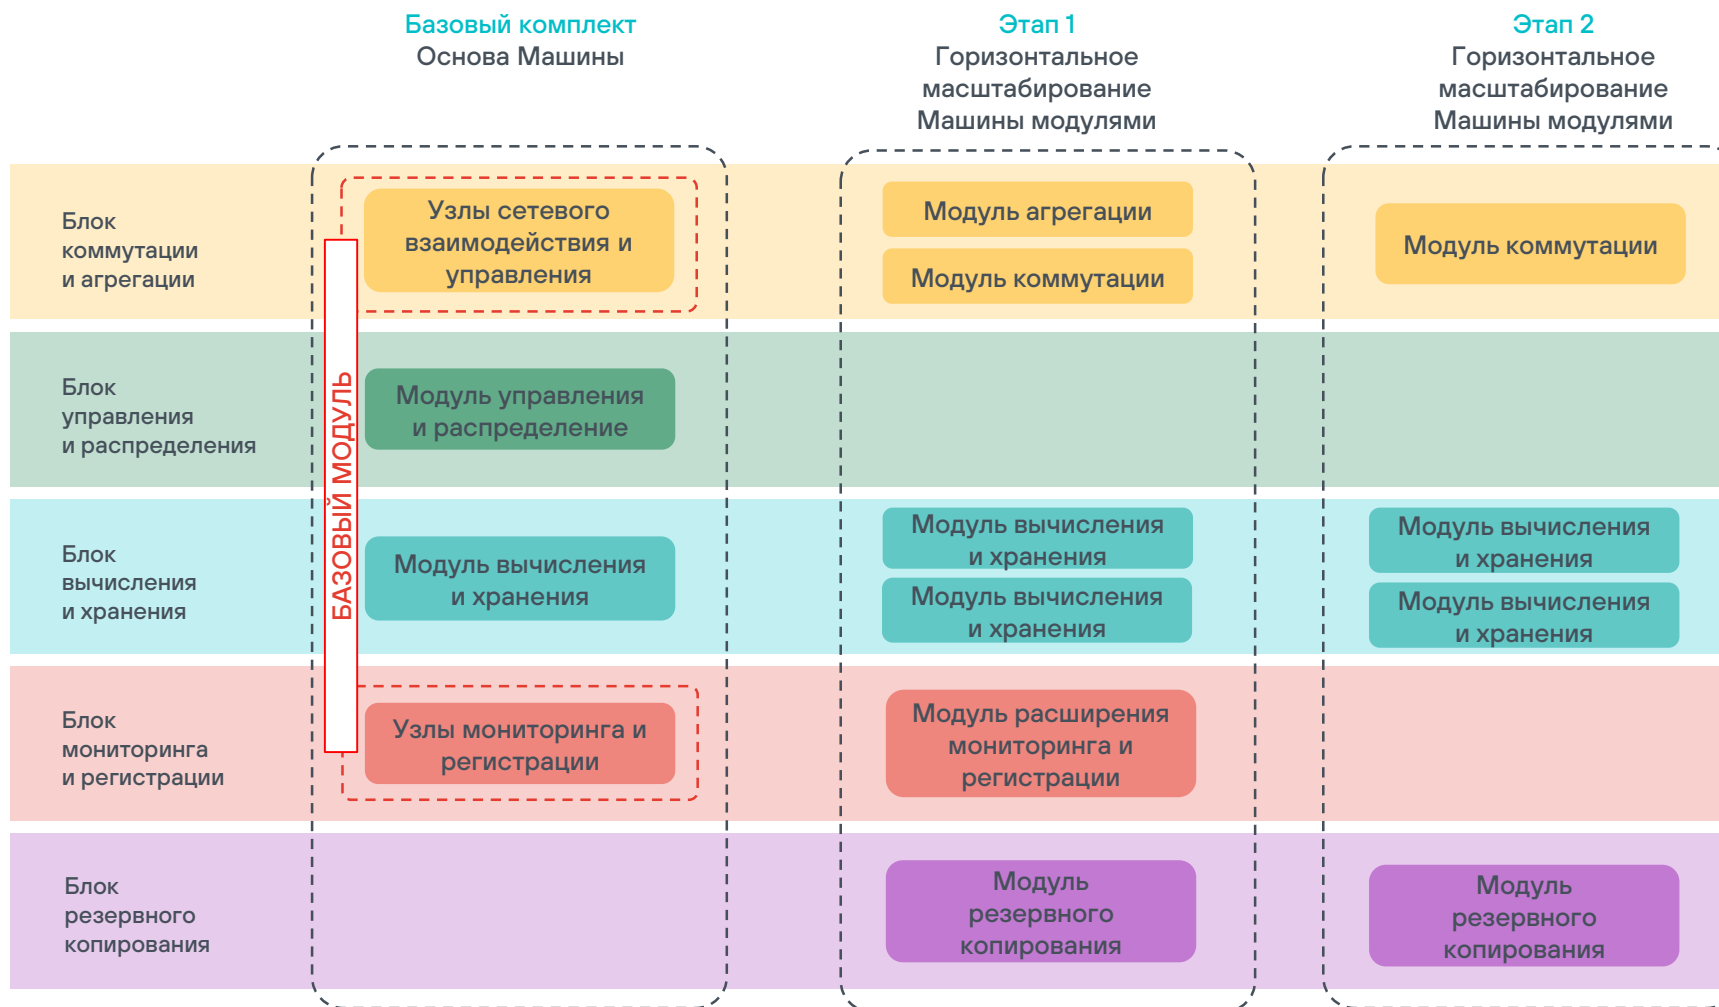 Базовый комплект
Основа Машины
Этап 1
Горизонтальное
масштабирование
Машины модулями
Этап 2
Горизонтальное
масштабирование
Машины модулями
Блок
коммутации
и агрегации
Узлы сетевого
взаимодействия и
управления
Модуль агрегации
Модуль коммутации
Модуль коммутации
БАЗОВЫЙ МОДУЛЬ
Блок
управления
и распределения
Модуль управления
и распределение
Блок
вычисления
и хранения
Модуль вычисления
и хранения
Модуль вычисления
и хранения
Модуль вычисления
и хранения
Модуль вычисления
и хранения
Модуль вычисления
и хранения
Блок
мониторинга
и регистрации
Узлы мониторинга и
регистрации
Модуль расширения
мониторинга и
регистрации
Блок
резервного
копирования
Модуль
резервного
копирования
Модуль
резервного
копирования